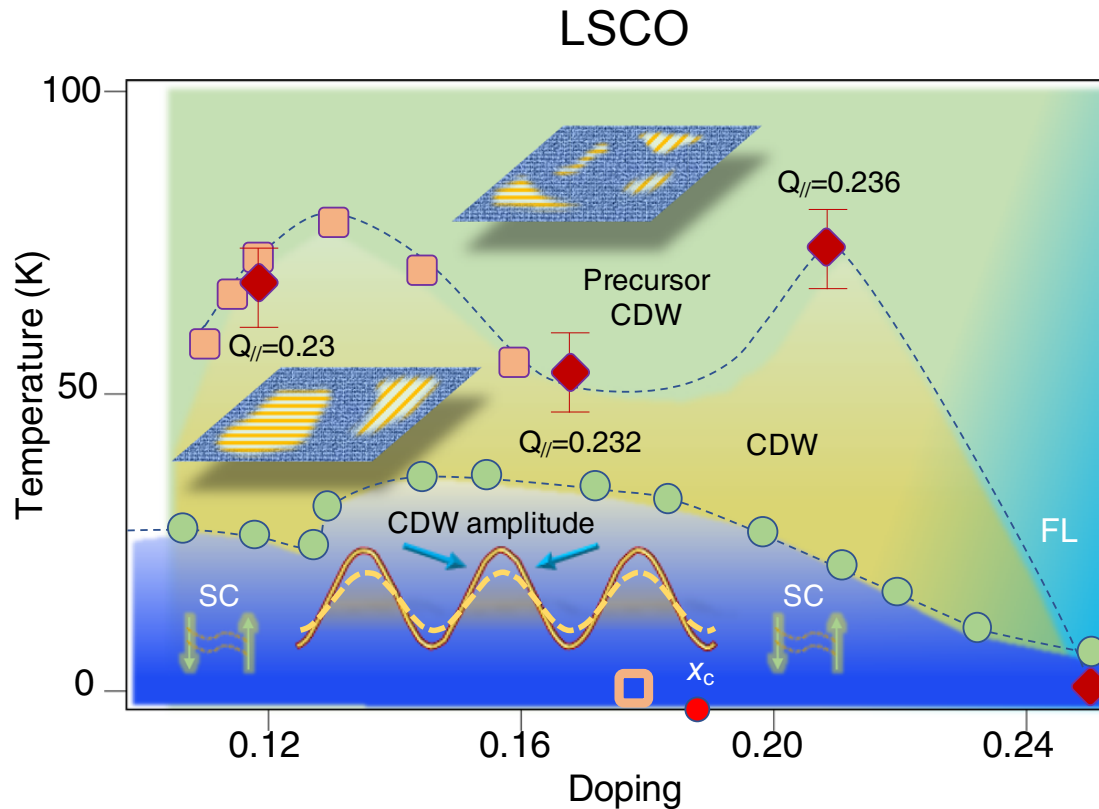 LSCO
100
Q//=0.236
Precursor
CDW
Q//=0.23
50
Q//=0.232
CDW
Temperature (K)
CDW amplitude
FL
SC
SC
xc
0
0.12
0.16
0.20
0.24
Doping